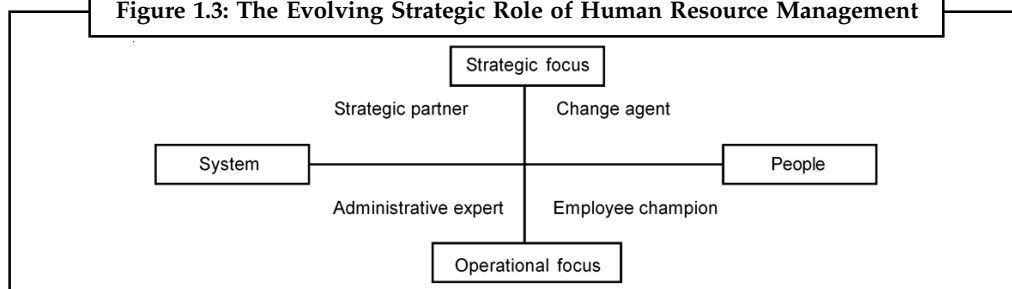 Figure 1.3: The Evolving Strategic Role of Human Resource Management
Strategic focus
Strategic partner Change agent
System People
Administrative expert Employee champion
Operational focus